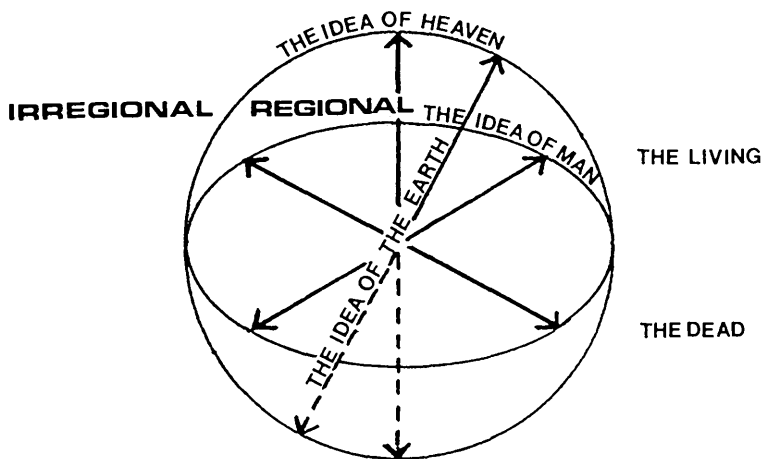 THE IDEA OF HEAVEN
IRREGIONAL REGIONAL
THE IDEA OF MAN
THE IDEA OF THE EARTH
THE LIVING
THE DEAD